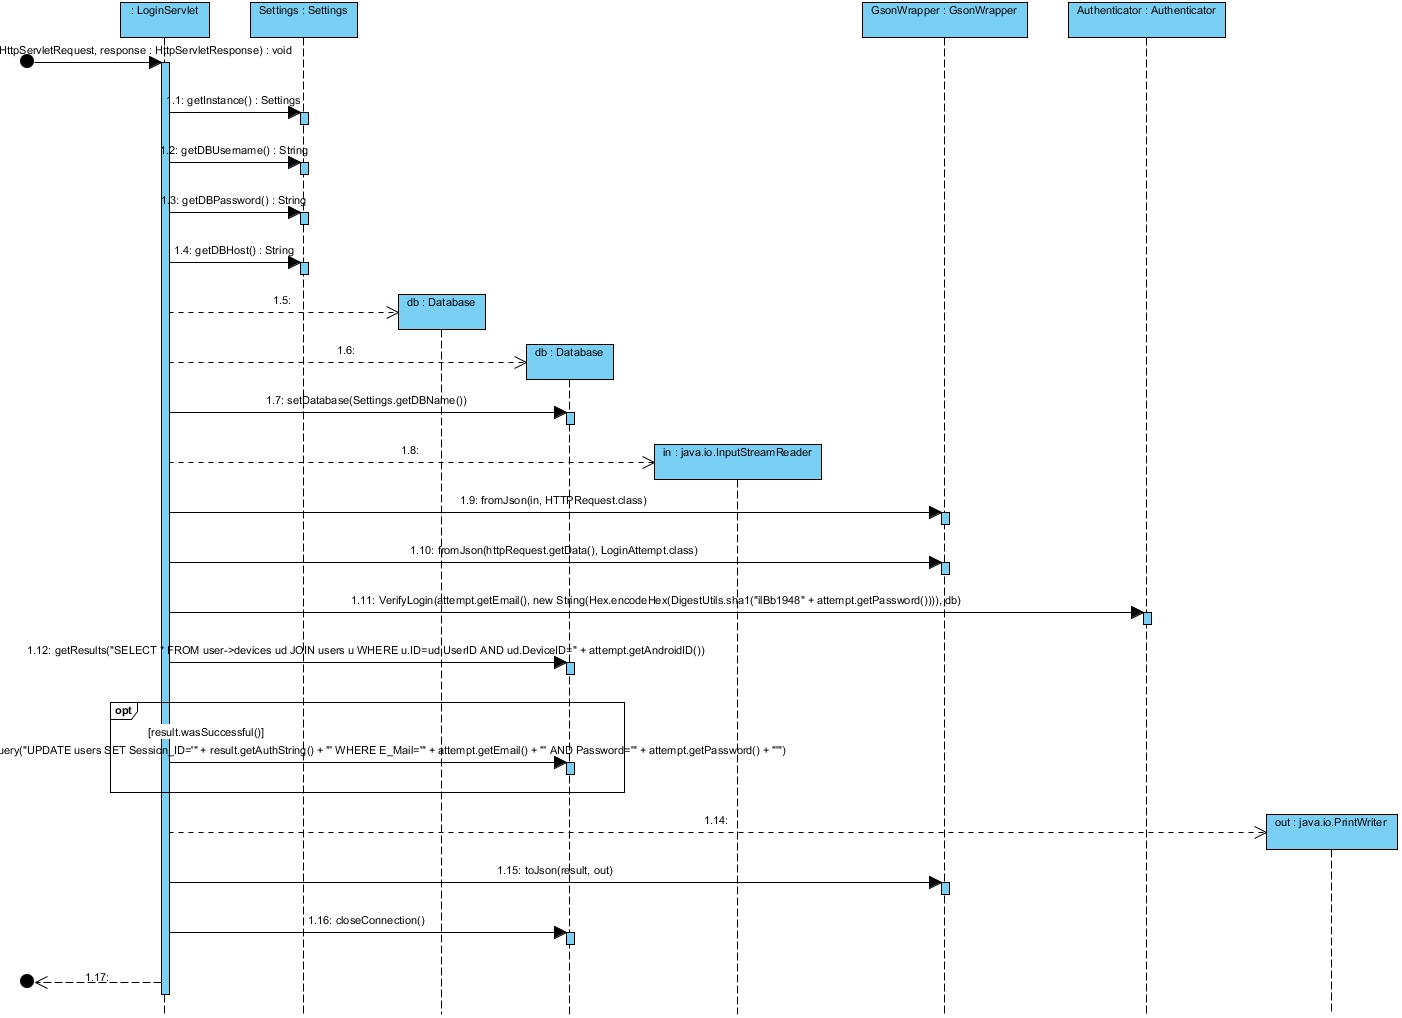 : LoginServlet
Settings : Settings
GsonWrapper : GsonWrapper
Authenticator : Authenticator
HttpServletRequest, response : HttpServletResponse) : void
1.1: getInstance() : Settings
1.2: getDBUsername() : String
1.3: getDBPassword() : String
1.4: getDBHost() : String
1.5:
db : Database
1.6:
db : Database
1.7: setDatabase(Settings.getDBName())
1.8:
in : java.io.InputStreamReader
1.9: fromJson(in, HTTPRequest.class)
1.10: fromJson(httpRequest.getData(), LoginAttempt.class)
1.11: VerifyLogin(attempt.getEmail(), new String(Hex.encodeHex(DigestUtils.sha1("ilBb1948" + attempt.getPassword()))), db)
1.12: getResults("SELECT * FROM user->devices ud JOIN users u WHERE u.ID=ud.UserID AND ud.DeviceID=" + attempt.getAndroidID())
opt
[result.wasSuccessful()]
uery("UPDATE users SET Session_ID='" + result.getAuthString() + "' WHERE E_Mail='" + attempt.getEmail() + "' AND Password='" + attempt.getPassword() + "'")
1.14:
out : java.io.PrintWriter
1.15: toJson(result, out)
1.16: closeConnection()
1.17: